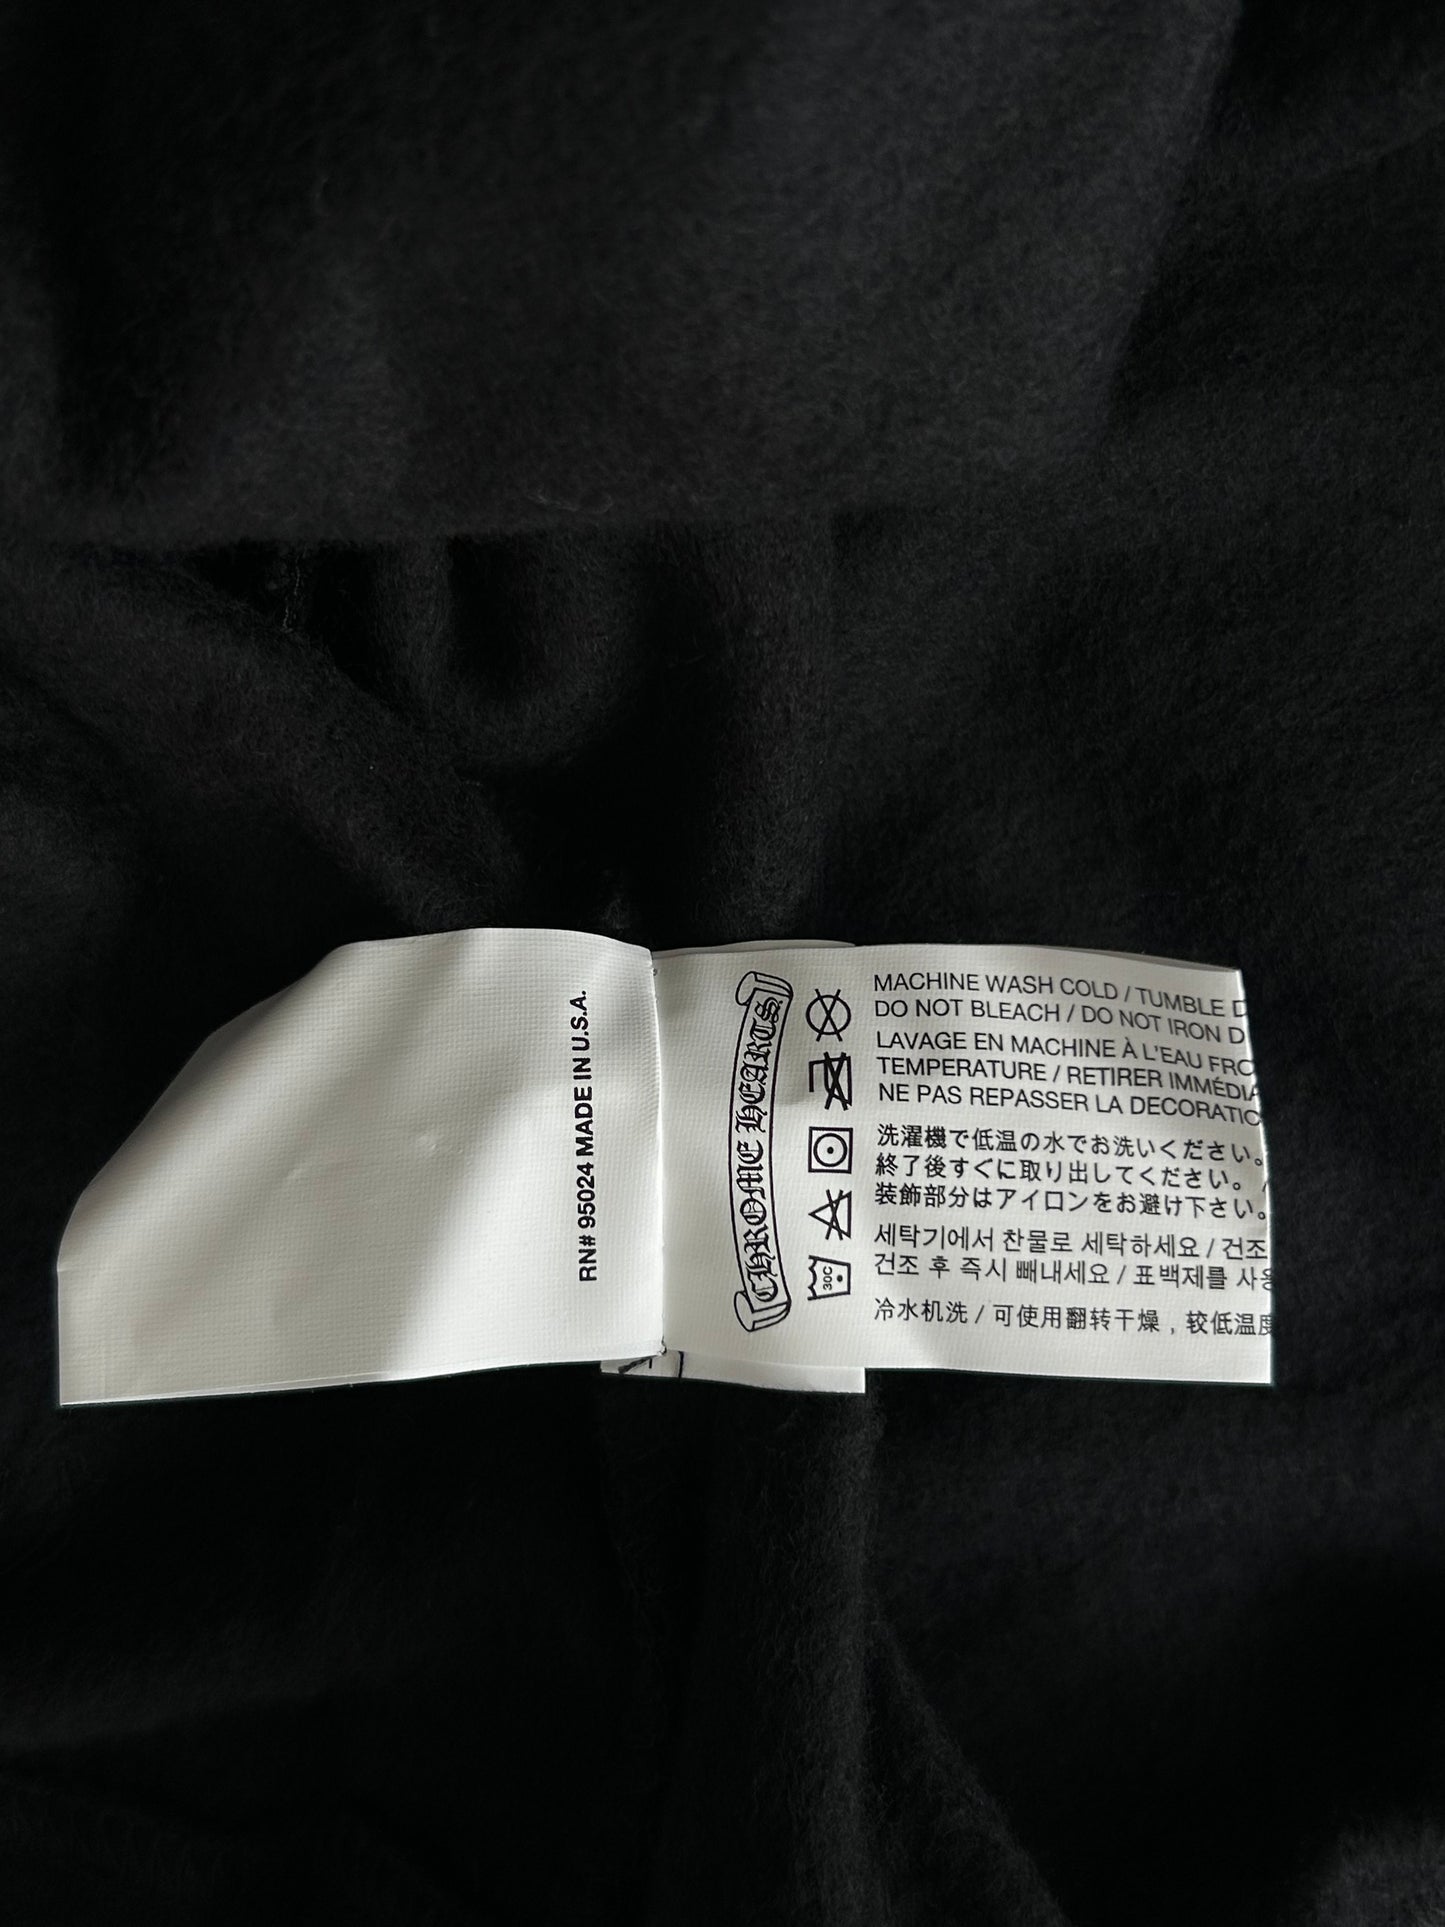 RN# 95024 MADE IN U.S.A.
CHROME HEARTS
30C
MACHINE WASH COLD / TUMBLE D
DO NOT BLEACH / DO NOT IRON D
LAVAGE EN MACHINE À L'EAU FRO
TEMPERATURE / RETIRER IMMÉDIA
NE PAS REPASSER LA DECORATIO
洗濯機で低温の水でお洗いください。
終了後すぐに取り出してください。 /
装飾部分はアイロンをお避け下さい。
세탁기에서 찬물로 세탁하세요 / 건조
건조 후 즉시 빼내세요 / 표백제를 사용
冷水机洗 / 可使用翻转干燥，较低温度